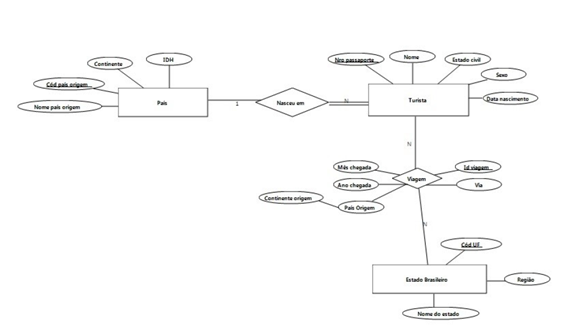 IDH
Continente
Cód país origem
Nome país origem
País
1
Nasceu em
N
Nro passaporte
Nome
Estado civil
Sexo
Data nascimento
Turista
N
Mês chegada
Ano chegada
Continente origem
País Origem
Viagem
Id viagem
Via
N
Cód UF
Estado Brasileiro
Região
Nome do estado